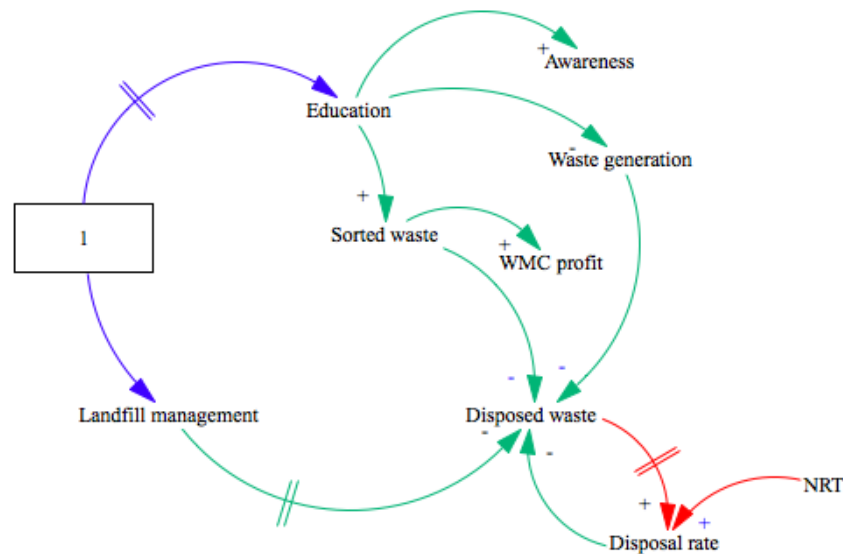 +
Awareness
Education
-
Waste generation
1
+
Sorted waste
+
WMC profit
-
-
Landfill management
Disposed waste
-
-
NRT
+
+
Disposal rate